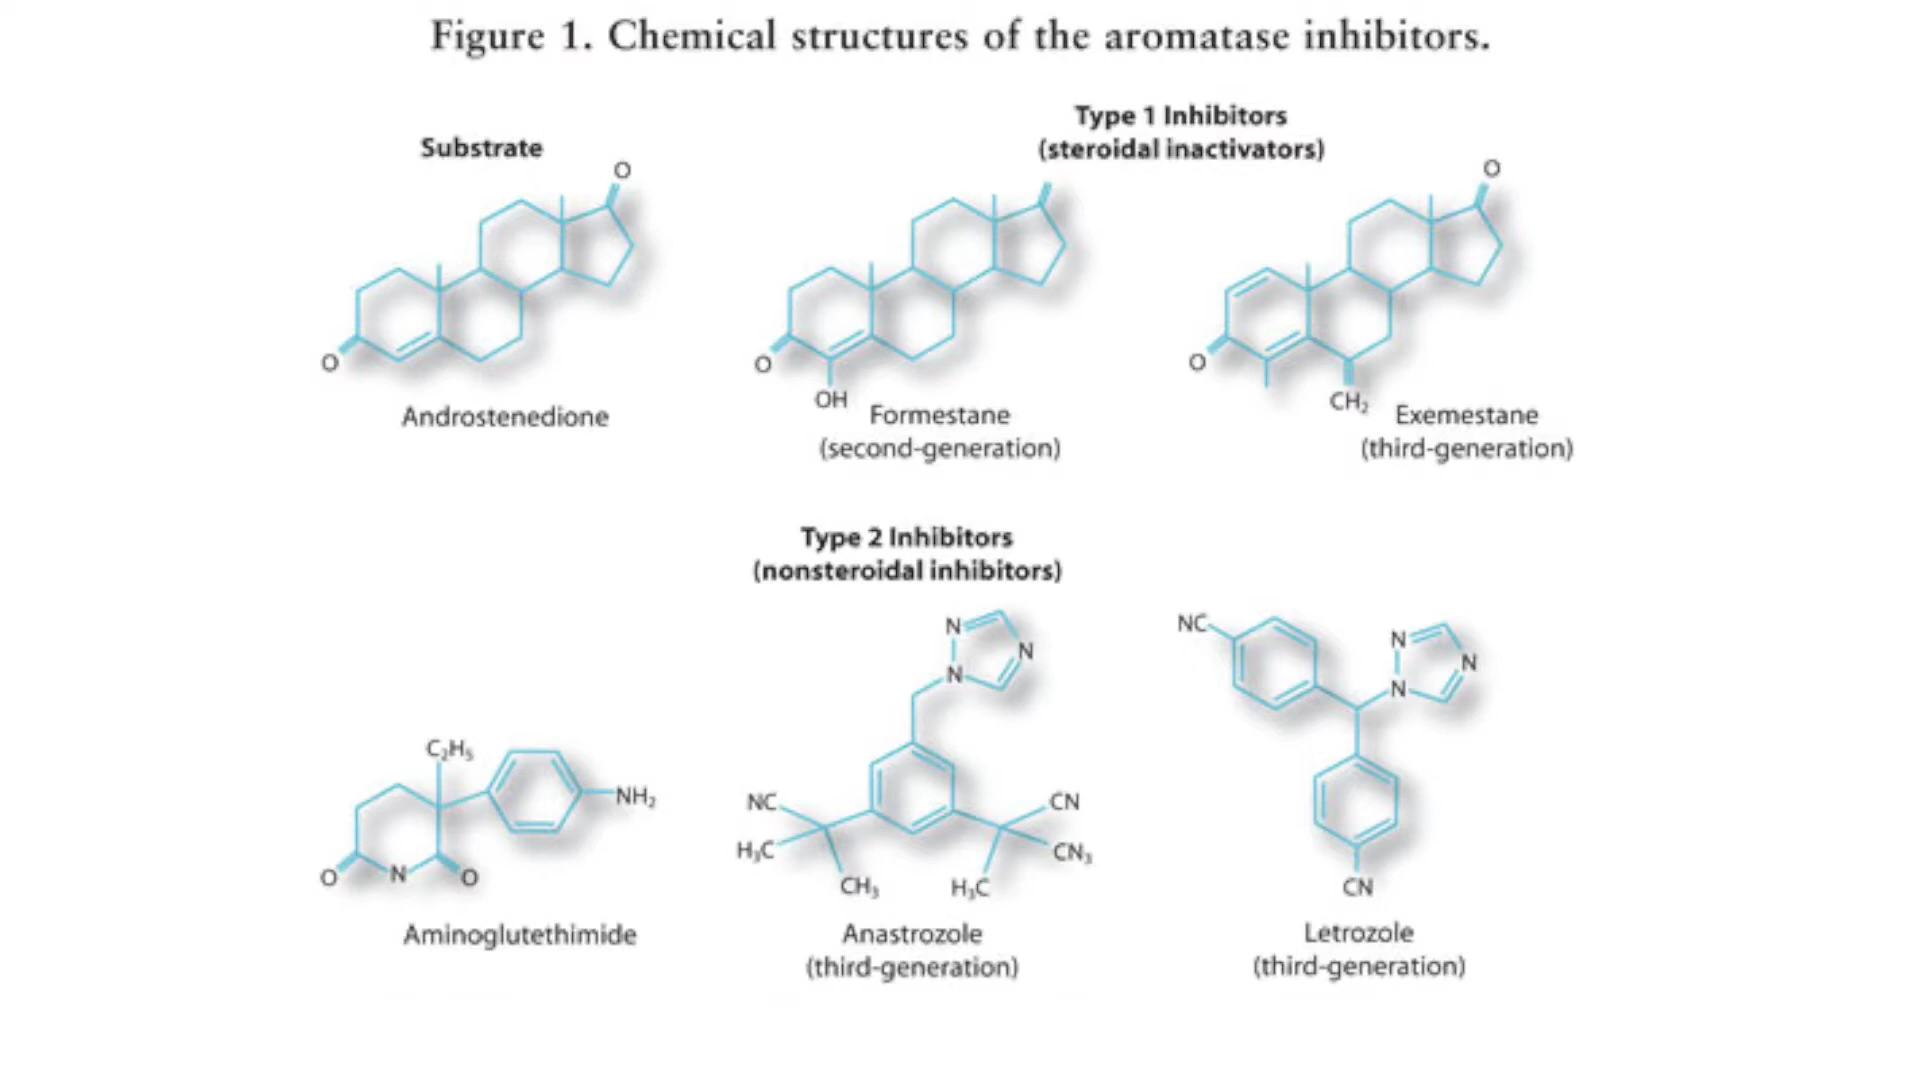 Figure 1. Chemical structures of the aromatase inhibitors.
Substrate
Type 1 Inhibitors
(steroidal inactivators)
O
O
O
O
O
OH
CH₂
Androstenedione
Formestane
(second-generation)
Exemestane
(third-generation)
Type 2 Inhibitors
(nonsteroidal inhibitors)
C₂H₅
NH₂
O
N
O
N
N
N
NC
CN
H₃C
CN₃
CH₃
H₃C
NC
N
N
N
CN
Aminoglutethimide
Anastrozole
(third-generation)
Letrozole
(third-generation)